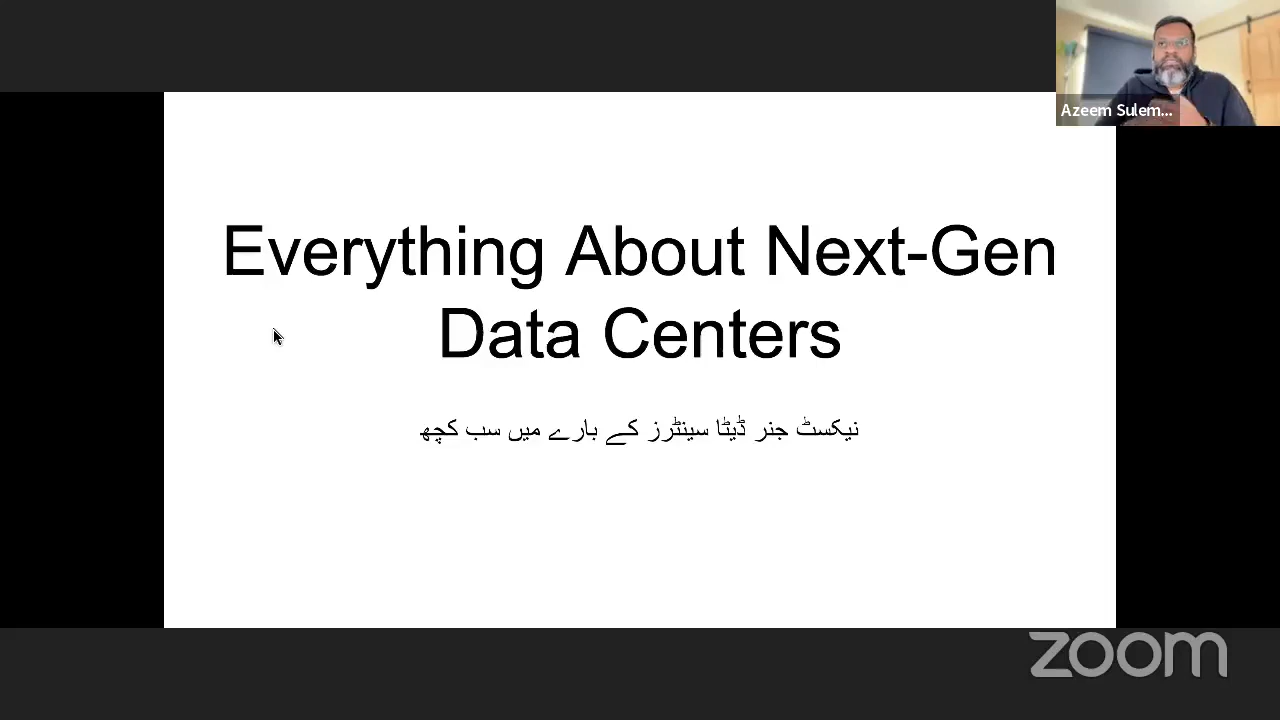 Azeem Sulem...
Everything About Next-Gen
Data Centers
نیکسٹ جنر ڈیٹا سینٹرز کے بارے میں سب کچھ
zoom